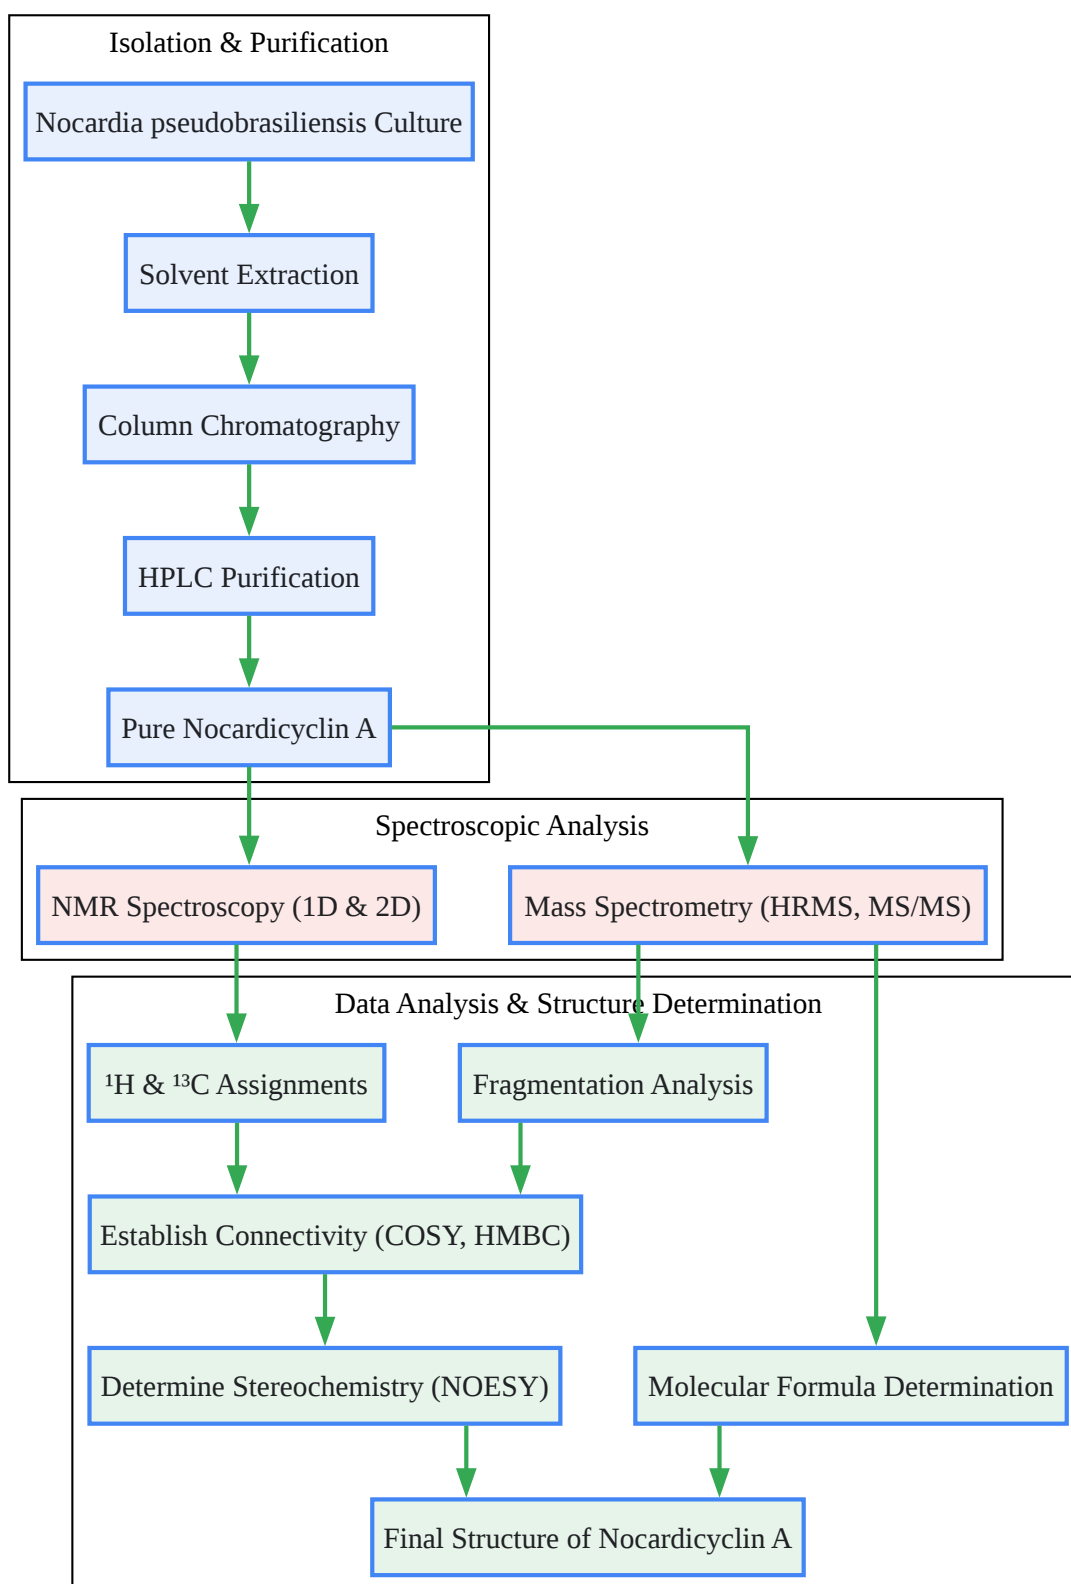 Isolation & Purification
Nocardia pseudobrasiliensis Culture
Solvent Extraction
Column Chromatography
HPLC Purification
Pure Nocardicyclin A
Spectroscopic Analysis
NMR Spectroscopy (1D & 2D)
Mass Spectrometry (HRMS, MS/MS)
Data Analysis & Structure Determination
¹H & ¹³C Assignments
Fragmentation Analysis
Establish Connectivity (COSY, HMBC)
Determine Stereochemistry (NOESY)
Molecular Formula Determination
Final Structure of Nocardicyclin A